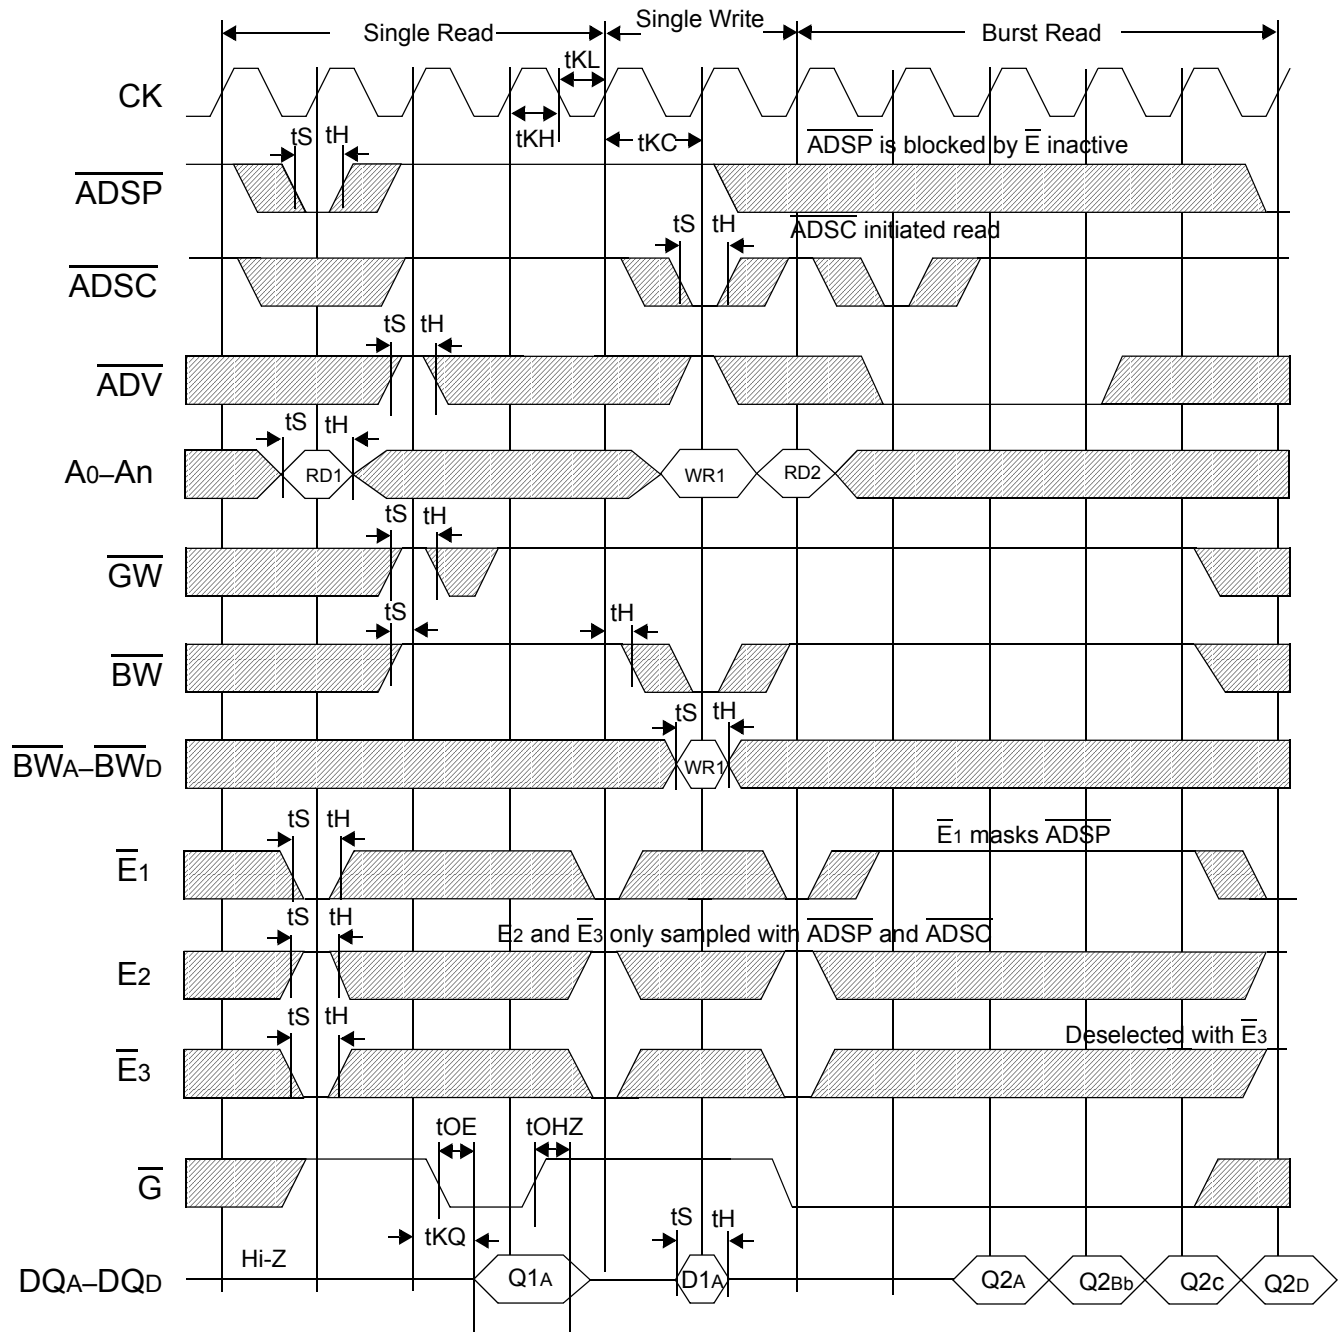 Single Read
Single Write
Burst Read
CK
tKL
tKH
tKC
ADSP is blocked by E inactive
tS tH
ADSP
tS tH
ADSC initiated read
ADSC
tS tH
ADV
tS tH
A0–An
RD1
WR1
RD2
tS tH
GW
tS
tH
BW
tS tH
BWA–BWD
WR1
tS tH
E1 masks ADSP
E1
tS tH
E2 and E3 only sampled with ADSP and ADSC
E2
tS tH
Deselected with E3
E3
tOE
tOHZ
G
tKQ
tS tH
Hi-Z
DQA–DQD
Q1A
D1A
Q2A
Q2Bb
Q2c
Q2D